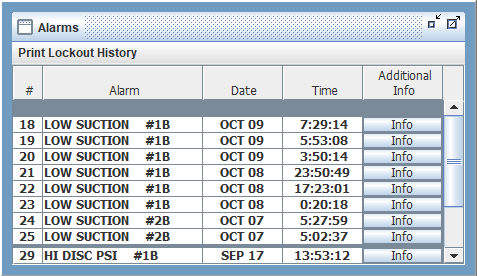 Alarms
Print Lockout History
# Alarm Date Time Additional Info
18 LOW SUCTION #1B OCT 09 7:29:14 Info
19 LOW SUCTION #1B OCT 09 5:53:08 Info
20 LOW SUCTION #1B OCT 09 3:50:14 Info
21 LOW SUCTION #1B OCT 08 23:50:49 Info
22 LOW SUCTION #1B OCT 08 17:23:01 Info
23 LOW SUCTION #1B OCT 08 0:20:18 Info
24 LOW SUCTION #2B OCT 07 5:27:59 Info
25 LOW SUCTION #2B OCT 07 5:02:37 Info
29 HI DISC PSI #1B SEP 17 13:53:12 Info